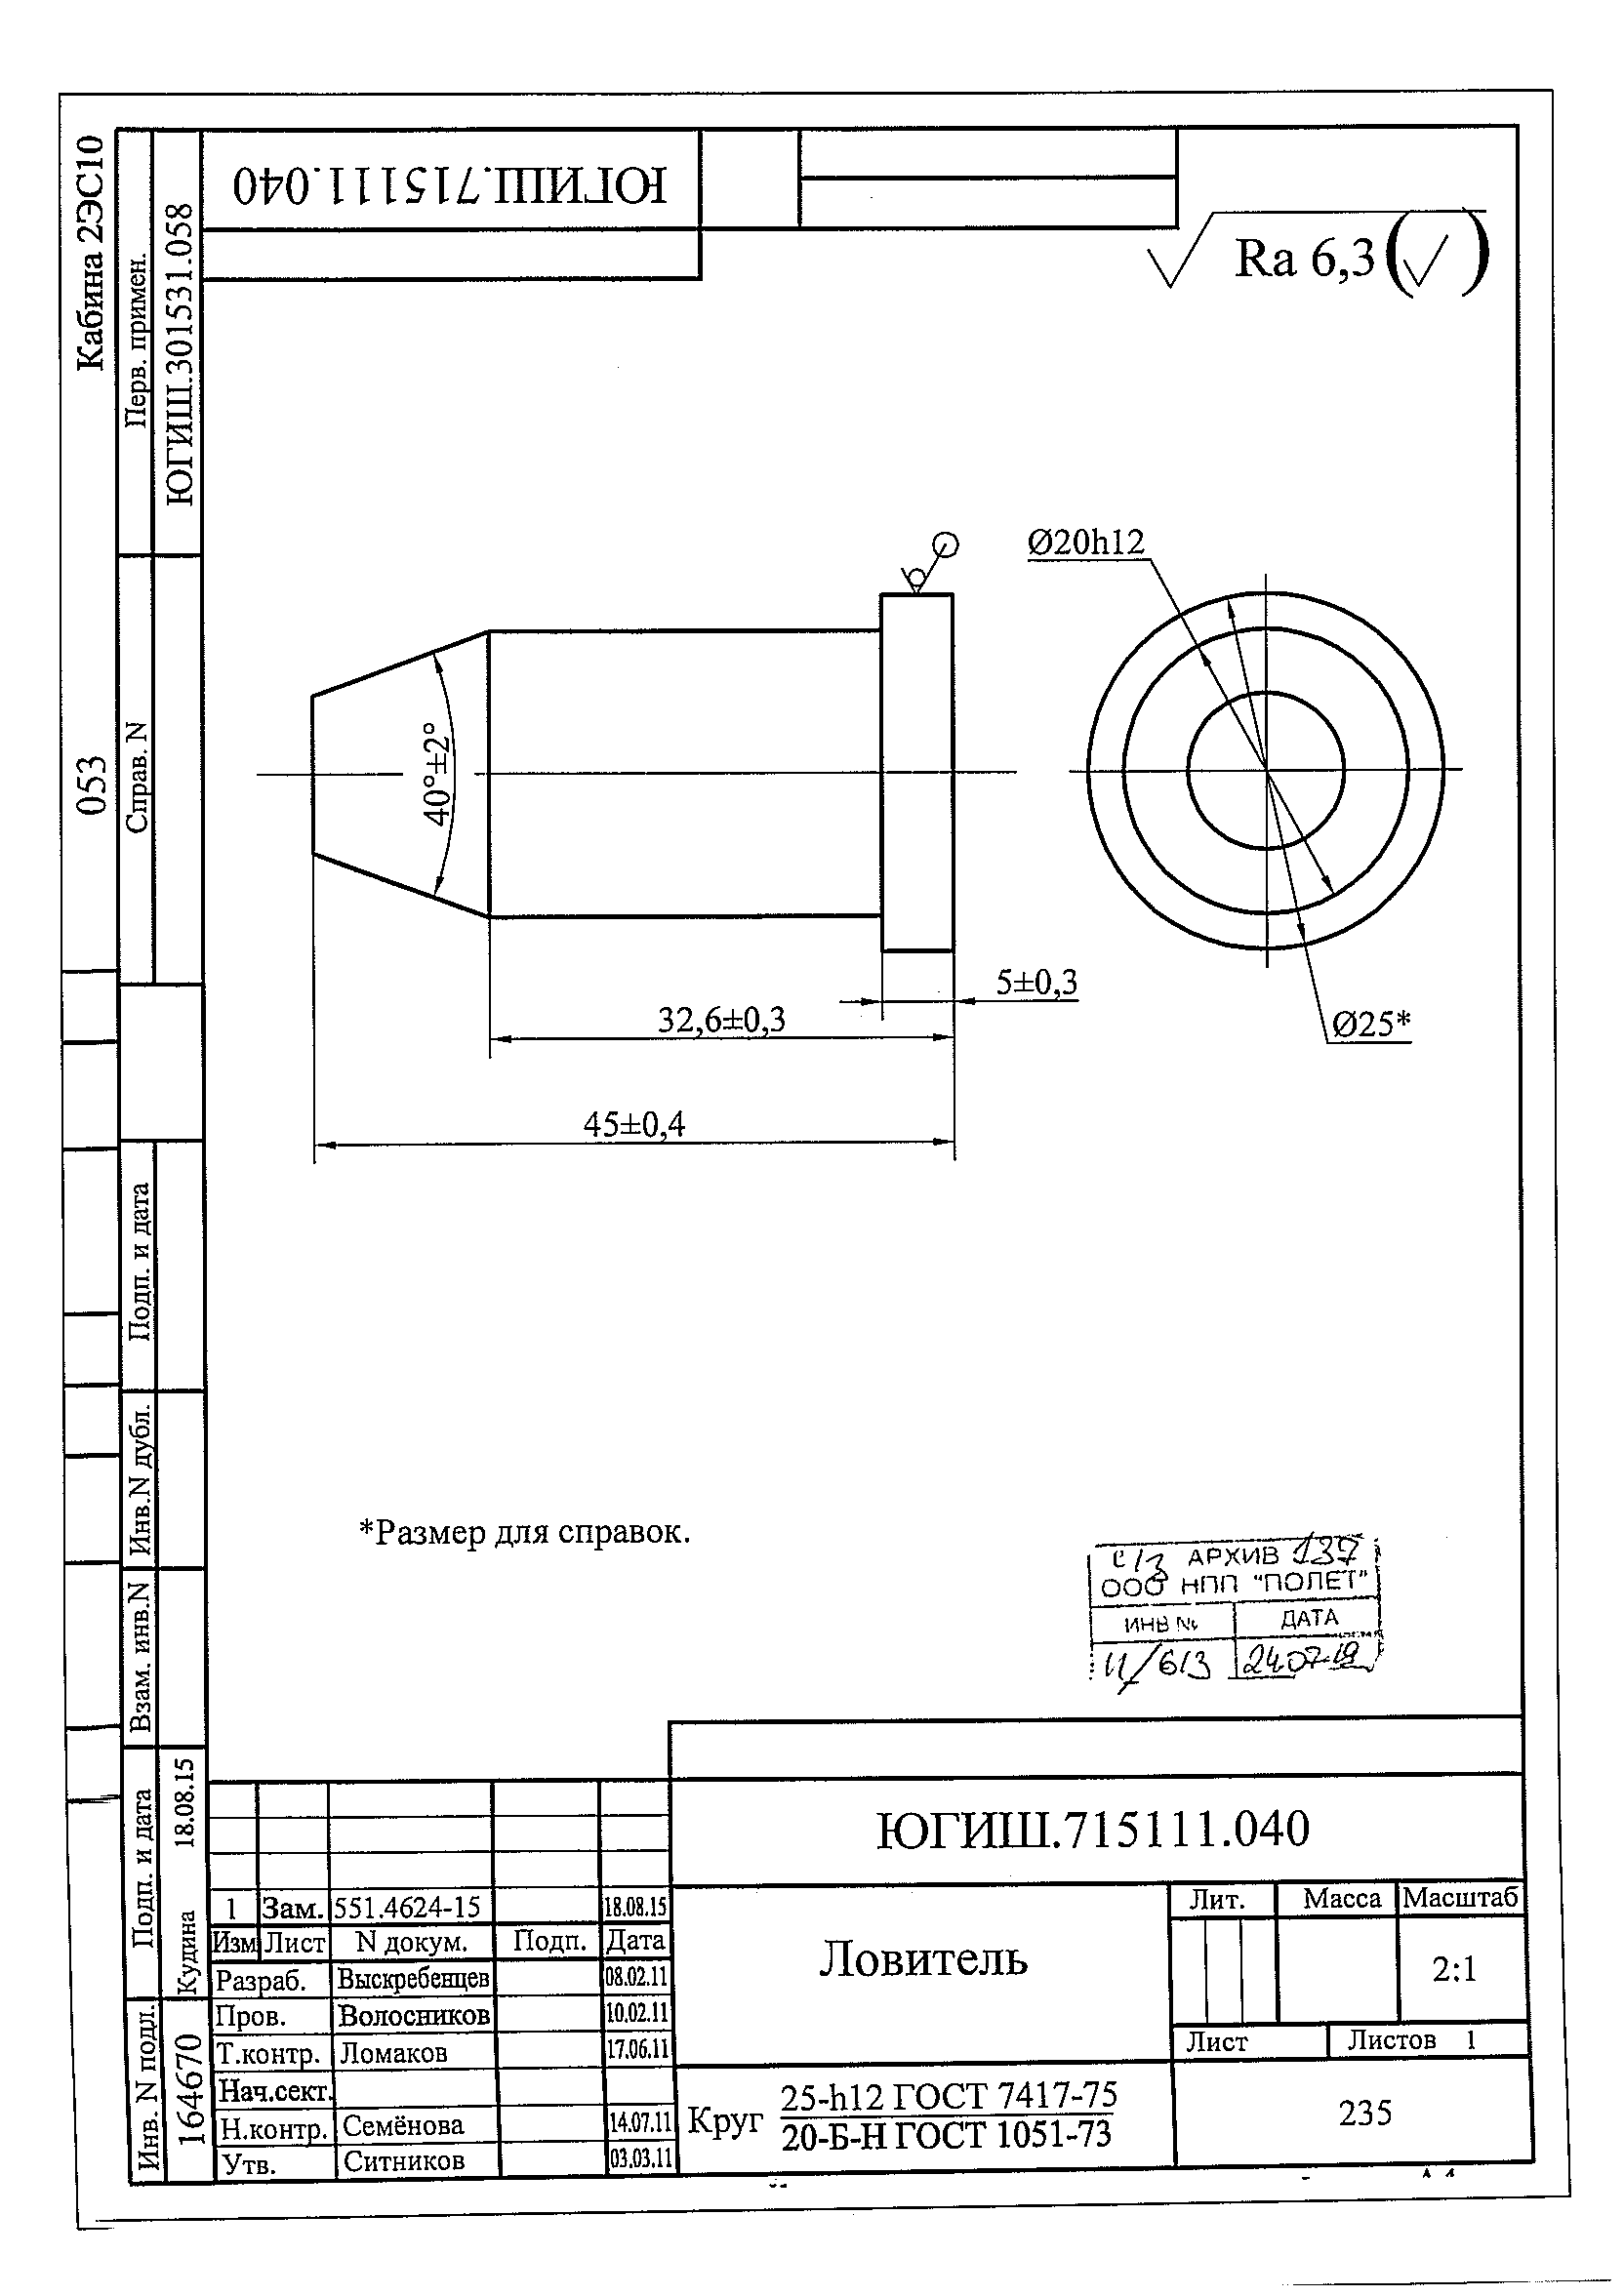 Кабина 2ЭС10
053
Перв. примен.
ЮГИШ.301531.058
Справ. N
Подп. и дата
Инв.N дубл.
Взам. инв.N
Подп. и дата
Кудина 18.08.15
Инв. N подл.
164670
ЮГИШ.715111.040
Ra 6,3
Ø20h12
40°±2°
5±0,3
32,6±0,3
Ø25*
45±0,4
*Размер для справок.
с/з АРХИВ 137
ООО НПП "ПОЛЕТ"
ИНВ № ДАТА
И/613 24.07.19
ЮГИШ.715111.040
1 Зам. 551.4624-15 18.08.15
Изм Лист N докум. Подп. Дата
Разраб. Выскребенцев 08.02.11
Пров. Волосников 10.02.11
Т.контр. Ломаков 17.06.11
Нач.сект.
Н.контр. Семёнова 14.07.11
Утв. Ситников 03.03.11
Ловитель
Лит. Масса Масштаб
2:1
Лист Листов 1
Круг 25-h12 ГОСТ 7417-75
20-Б-Н ГОСТ 1051-73
235